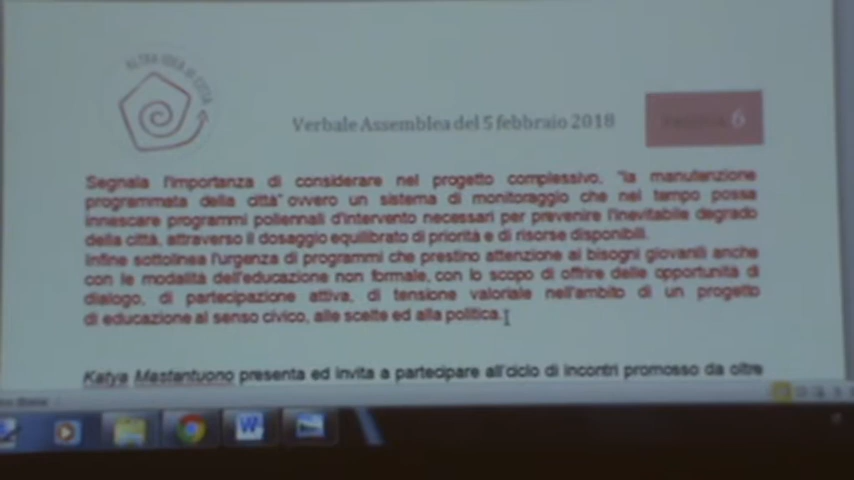 ALTRA IDEA di CITTA'
Verbale Assemblea del 5 febbraio 2018
6
Segnala l'importanza di considerare nel progetto complessivo, "la manutenzione
programmata della città" ovvero un sistema di monitoraggio che nel tempo possa
innescare programmi poliennali d'intervento necessari per prevenire l'inevitabile degrado
della città, attraverso il dosaggio equilibrato di priorità e di risorse disponibili.
Infine sottolinea l'urgenza di programmi che prestino attenzione ai bisogni giovanili anche
con le modalità dell'educazione non formale, con lo scopo di offrire delle opportunità di
dialogo, di partecipazione attiva, di tensione valoriale nell'ambito di un progetto
di educazione al senso civico, alle scelte ed alla politica.
Katya Mastantuono presenta ed invita a partecipare all'ciclo di incontri promosso da oltre